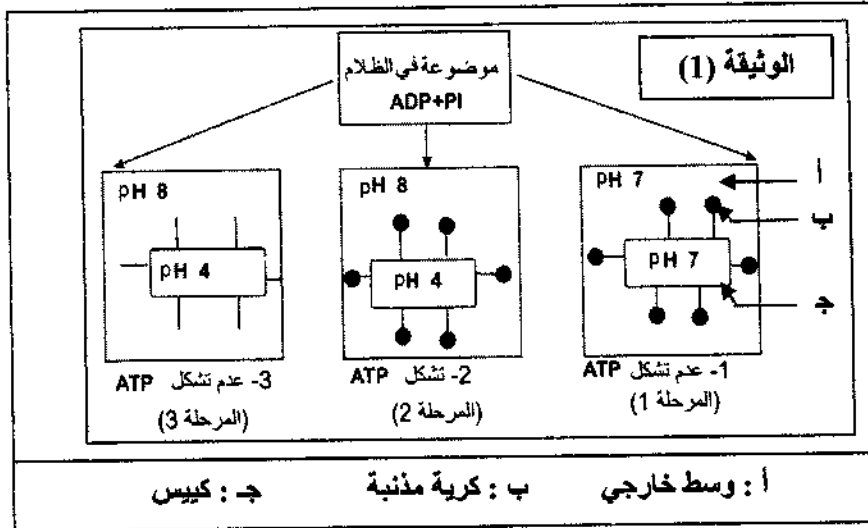 الوثيقة (1)
موضوعة في الظلام
ADP+PI
pH 7
pH 7
أ
ب
ج
1- عدم تشكل ATP
(المرحلة 1)
pH 8
pH 4
2- تشكل ATP
(المرحلة 2)
pH 8
pH 4
3- عدم تشكل ATP
(المرحلة 3)
أ : وسط خارجي ب : كرية مذنبة جـ : كييس